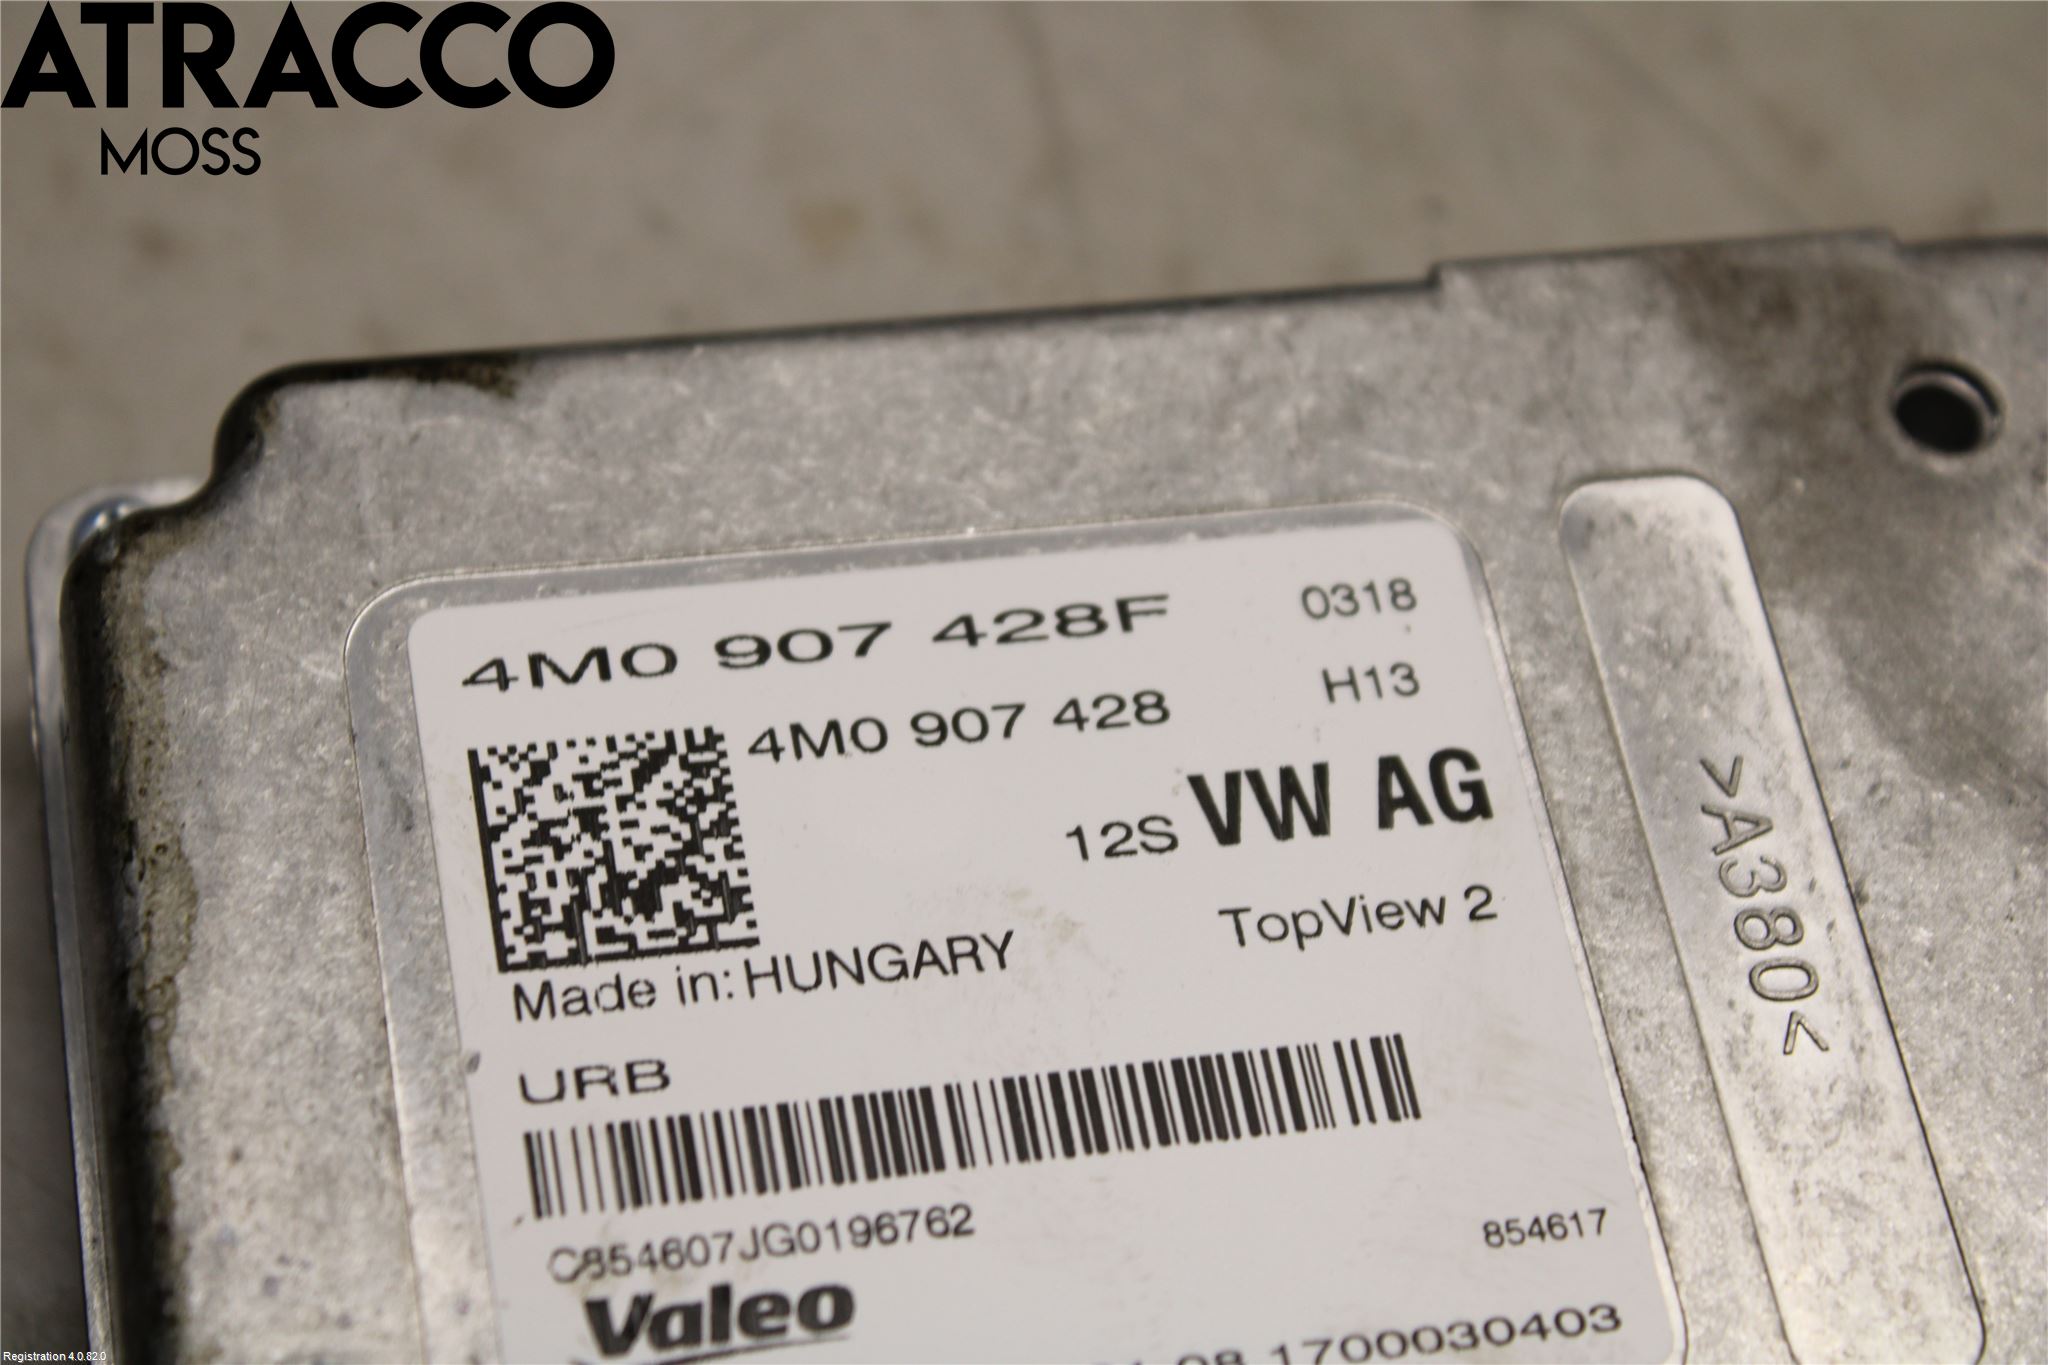 ATRACCO
MOSS
4M0 907 428F 0318
4M0 907 428 H13
12S VW AG
TopView 2
Made in: HUNGARY
URB
C854607JG0196762 854617
Valeo
1700030403
>A380<
Registration 4.0.82.0